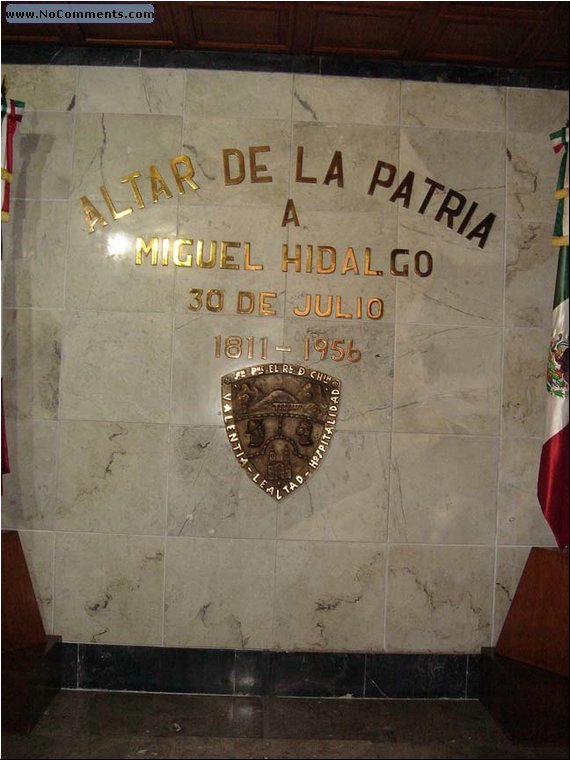 www.NoComments.com
ALTAR DE LA PATRIA
A
MIGUEL HIDALGO
30 DE JULIO
1811-1956
VALENTIA - LEALTAD - HOSPITALIDAD